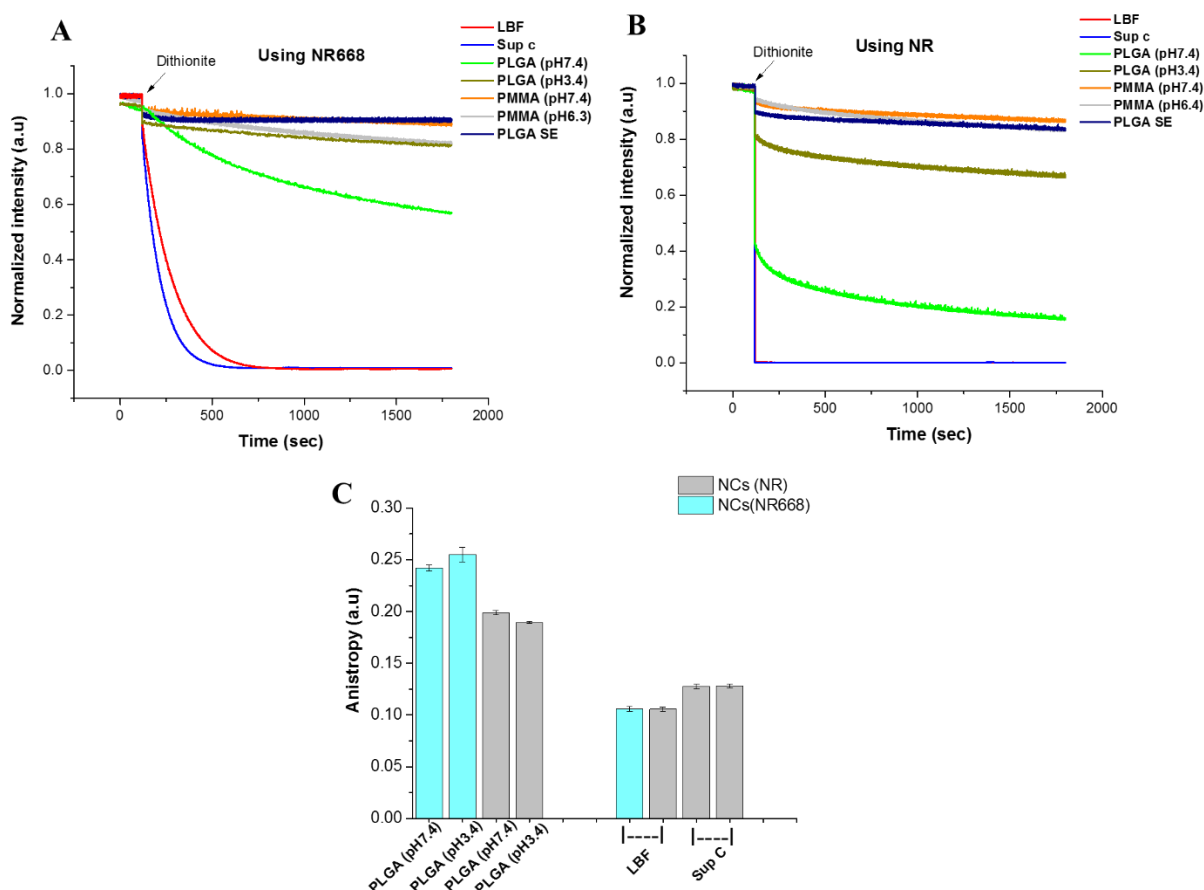 A
Using NR668
Dithionite
LBF
Sup c
PLGA (pH7.4)
PLGA (pH3.4)
PMMA (pH7.4)
PMMA (pH6.3)
PLGA SE
Normalized intensity (a.u)
1.0
0.8
0.6
0.4
0.2
0.0
0
500
1000
1500
2000
Time (sec)
B
Using NR
Dithionite
LBF
Sup c
PLGA (pH7.4)
PLGA (pH3.4)
PMMA (pH7.4)
PMMA (pH6.4)
PLGA SE
Normalized intensity (a.u)
1.0
0.8
0.6
0.4
0.2
0.0
0
500
1000
1500
2000
Time (sec)
C
NCs (NR)
NCs(NR668)
Anistropy (a.u)
0.30
0.25
0.20
0.15
0.10
0.05
0.00
PLGA (pH7.4)
PLGA (pH3.4)
PLGA (pH7.4)
PLGA (pH3.4)
|----|
LBF
|----|
Sup C